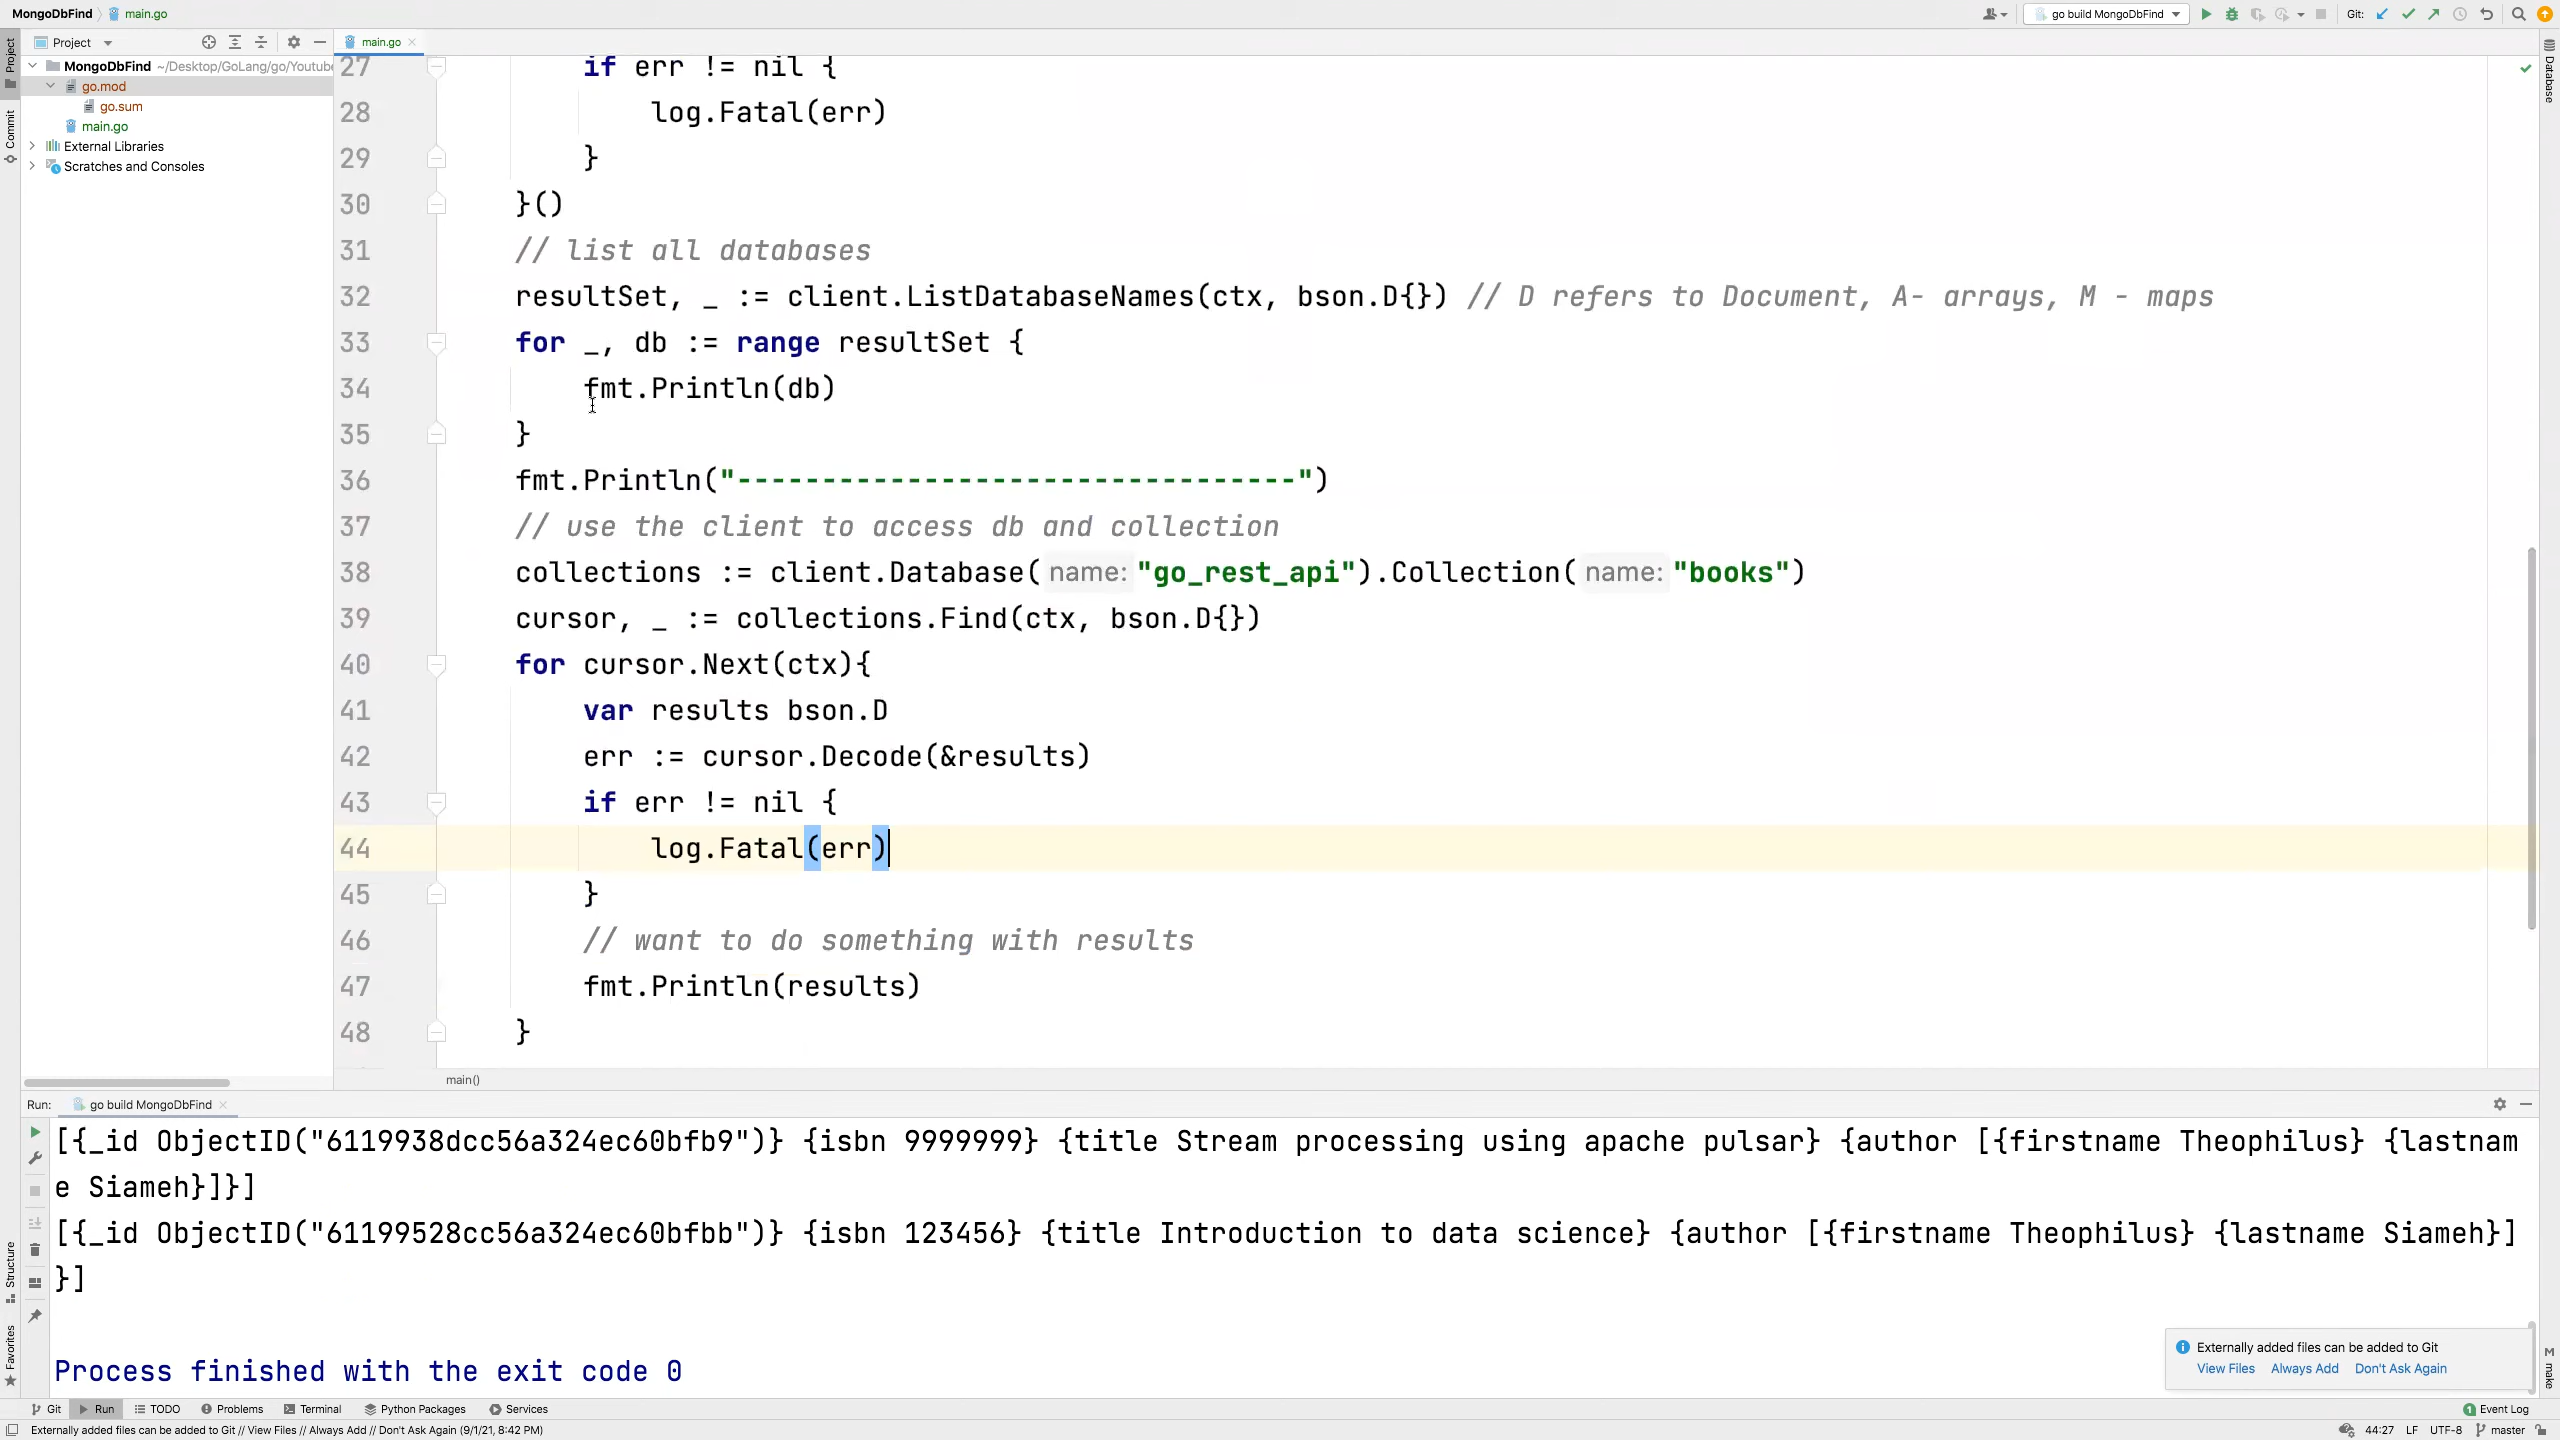 MongoDbFind main.go
go build MongoDbFind Git:
Project
main.go
MongoDbFind ~/Desktop/GoLang/go/Youtube
go.mod
go.sum
main.go
External Libraries
Scratches and Consoles
Project
Commit
Structure
Favorites
Database
make
27 if err != nil {
28 log.Fatal(err)
29 }
30 }()
31 // list all databases
32 resultSet, _ := client.ListDatabaseNames(ctx, bson.D{}) // D refers to Document, A- arrays, M - maps
33 for _, db := range resultSet {
34 fmt.Println(db)
35 }
36 fmt.Println("---------------------------------")
37 // use the client to access db and collection
38 collections := client.Database( name: "go_rest_api").Collection( name: "books")
39 cursor, _ := collections.Find(ctx, bson.D{})
40 for cursor.Next(ctx){
41 var results bson.D
42 err := cursor.Decode(&results)
43 if err != nil {
44 log.Fatal(err)
45 }
46 // want to do something with results
47 fmt.Println(results)
48 }
main()
Run: go build MongoDbFind
[{_id ObjectID("6119938dcc56a324ec60bfb9")} {isbn 9999999} {title Stream processing using apache pulsar} {author [{firstname Theophilus} {lastnam
e Siameh}]}]
[{_id ObjectID("61199528cc56a324ec60bfbb")} {isbn 123456} {title Introduction to data science} {author [{firstname Theophilus} {lastname Siameh}]
}]
Process finished with the exit code 0
Externally added files can be added to Git
View Files Always Add Don't Ask Again
Git Run TODO Problems Terminal Python Packages Services
1 Event Log
Externally added files can be added to Git // View Files // Always Add // Don't Ask Again (9/1/21, 8:42 PM)
44:27 LF UTF-8 master